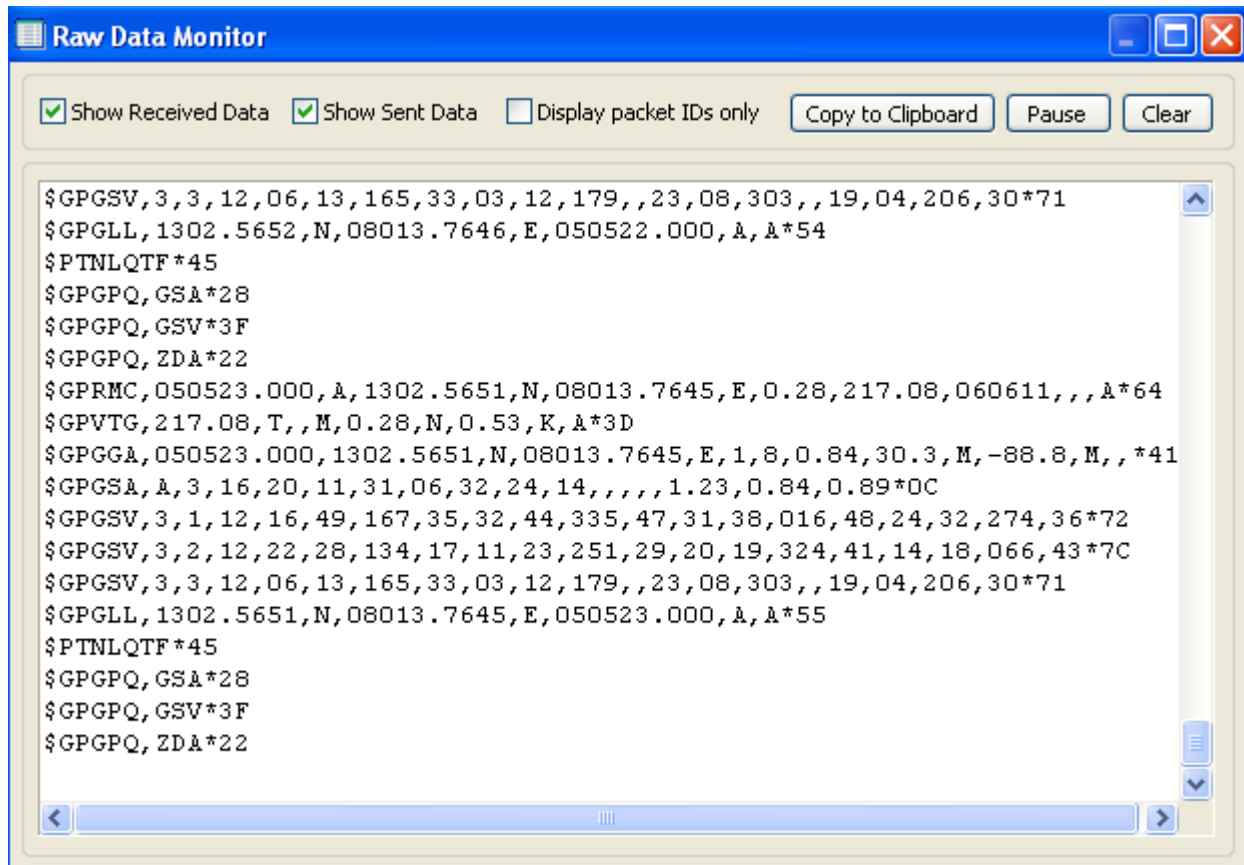 Raw Data Monitor
Show Received Data Show Sent Data Display packet IDs only Copy to Clipboard Pause Clear
$GPGSV,3,3,12,06,13,165,33,03,12,179,,23,08,303,,19,04,206,30*71
$GPGLL,1302.5652,N,08013.7646,E,050522.000,A,A*54
$PTNLQTF*45
$GPGPQ,GSA*28
$GPGPQ,GSV*3F
$GPGPQ,ZDA*22
$GPRMC,050523.000,A,1302.5651,N,08013.7645,E,0.28,217.08,060611,,,A*64
$GPVTG,217.08,T,,M,0.28,N,0.53,K,A*3D
$GPGGA,050523.000,1302.5651,N,08013.7645,E,1,8,0.84,30.3,M,-88.8,M,,*41
$GPGSA,A,3,16,20,11,31,06,32,24,14,,,,,1.23,0.84,0.89*0C
$GPGSV,3,1,12,16,49,167,35,32,44,335,47,31,38,016,48,24,32,274,36*72
$GPGSV,3,2,12,22,28,134,17,11,23,251,29,20,19,324,41,14,18,066,43*7C
$GPGSV,3,3,12,06,13,165,33,03,12,179,,23,08,303,,19,04,206,30*71
$GPGLL,1302.5651,N,08013.7645,E,050523.000,A,A*55
$PTNLQTF*45
$GPGPQ,GSA*28
$GPGPQ,GSV*3F
$GPGPQ,ZDA*22